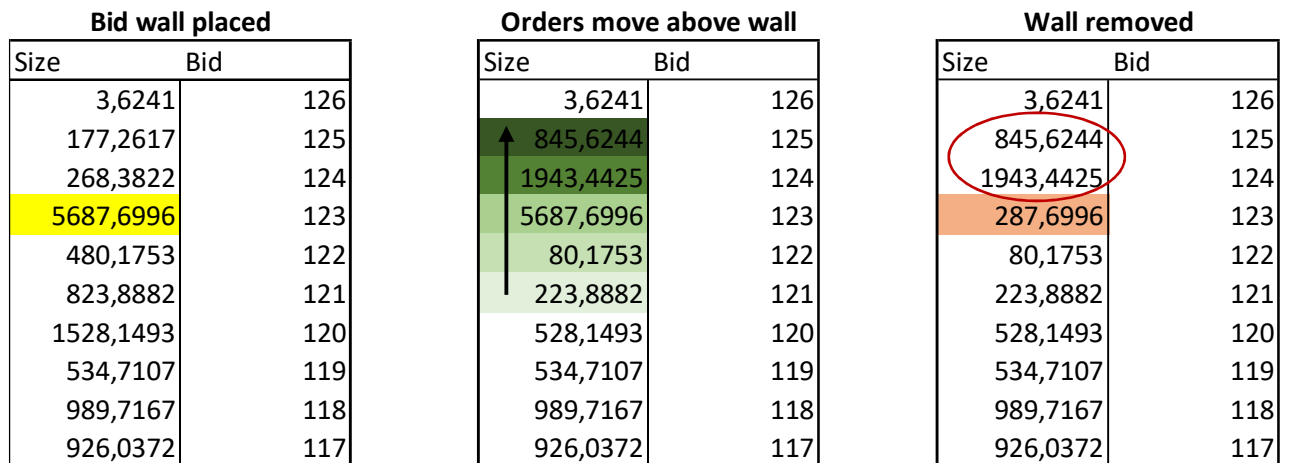 Bid wall placed Orders move above wall Wall removed
Size Bid Size Bid Size Bid
3,6241 126 3,6241 126 3,6241 126
177,2617 125 845,6244 125 845,6244 125
268,3822 124 1943,4425 124 1943,4425 124
5687,6996 123 5687,6996 123 287,6996 123
480,1753 122 80,1753 122 80,1753 122
823,8882 121 223,8882 121 223,8882 121
1528,1493 120 528,1493 120 528,1493 120
534,7107 119 534,7107 119 534,7107 119
989,7167 118 989,7167 118 989,7167 118
926,0372 117 926,0372 117 926,0372 117